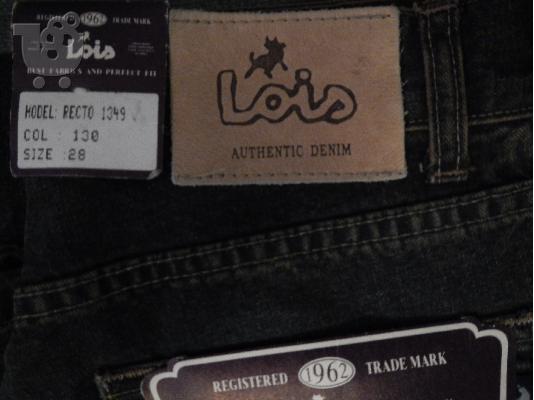 REGISTERED 1962 TRADE MARK
Lois
BEST FABRICS AND PERFECT FIT
MODEL: RECTO 1349
COL : 130
SIZE :28
Lois
AUTHENTIC DENIM
REGISTERED 1962 TRADE MARK